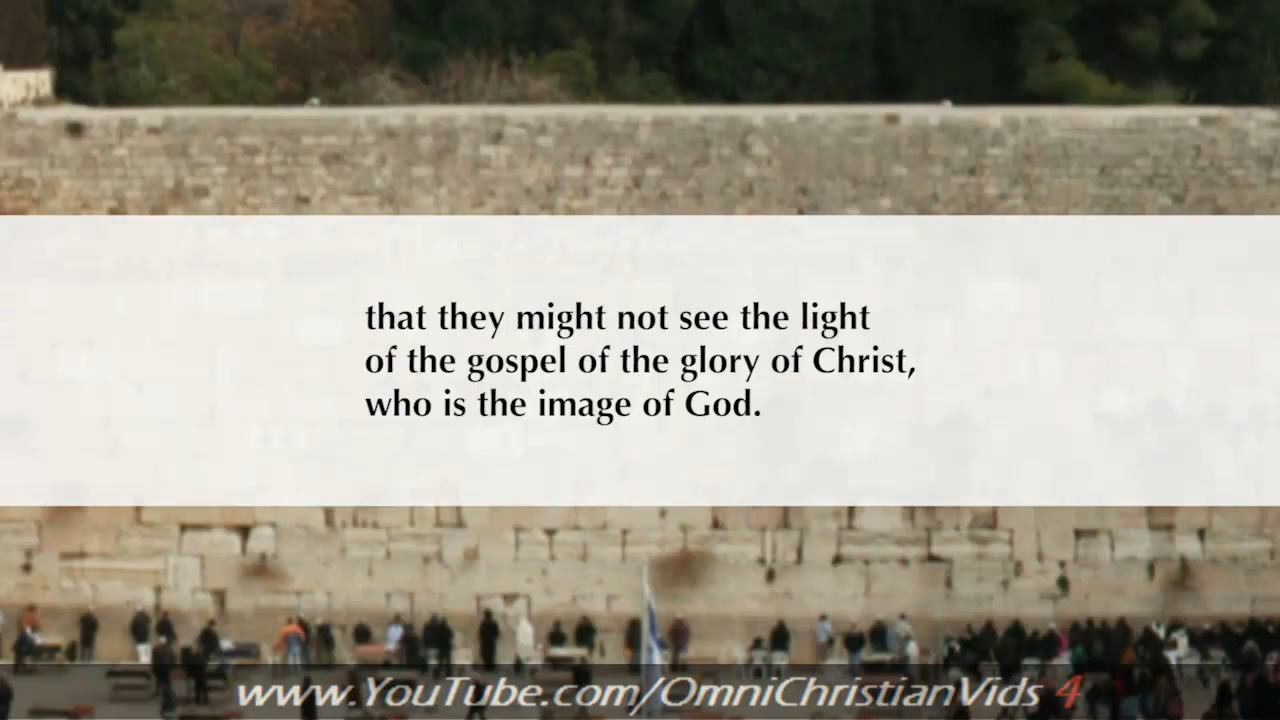 that they might not see the light
of the gospel of the glory of Christ,
who is the image of God.
www.YouTube.com/OmniChristianVids 4